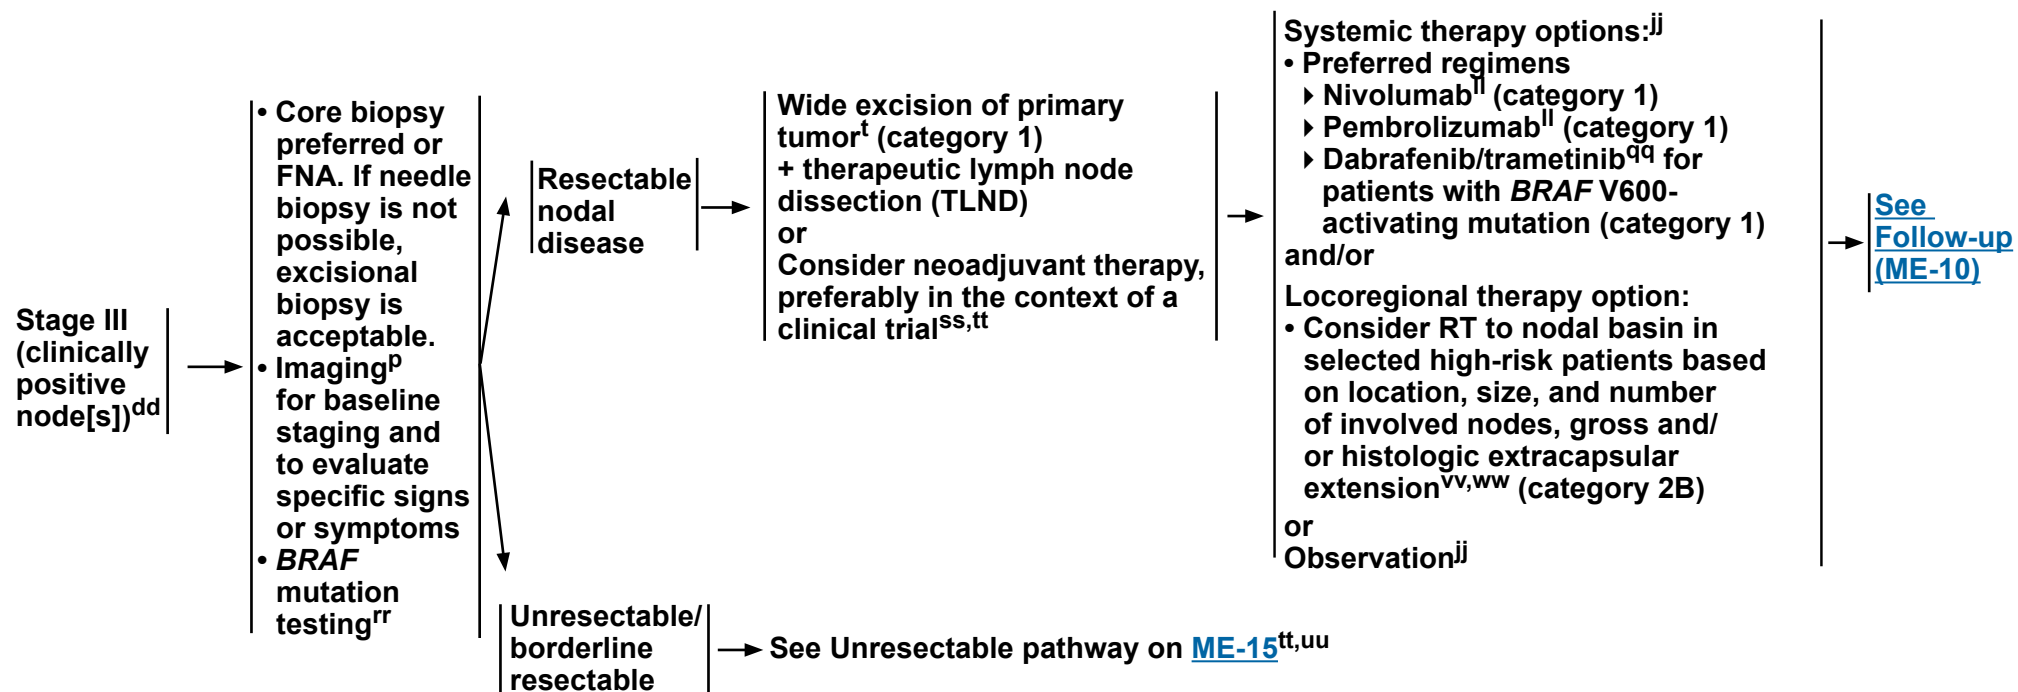 Stage III
(clinically
positive
node[s])dd
• Core biopsy
preferred or
FNA. If needle
biopsy is not
possible,
excisional
biopsy is
acceptable.
• Imagingp
for baseline
staging and
to evaluate
specific signs
or symptoms
• BRAF
mutation
testingrr
Resectable
nodal
disease
Wide excision of primary
tumort (category 1)
+ therapeutic lymph node
dissection (TLND)
or
Consider neoadjuvant therapy,
preferably in the context of a
clinical trialss,tt
Systemic therapy options:jj
• Preferred regimens
Nivolumabll (category 1)
Pembrolizumabll (category 1)
Dabrafenib/trametinibqq for
patients with BRAF V600-
activating mutation (category 1)
and/or
Locoregional therapy option:
• Consider RT to nodal basin in
selected high-risk patients based
on location, size, and number
of involved nodes, gross and/
or histologic extracapsular
extensionvv,ww (category 2B)
or
Observationjj
See
Follow-up
(ME-10)
Unresectable/
borderline
resectable
See Unresectable pathway on ME-15tt,uu